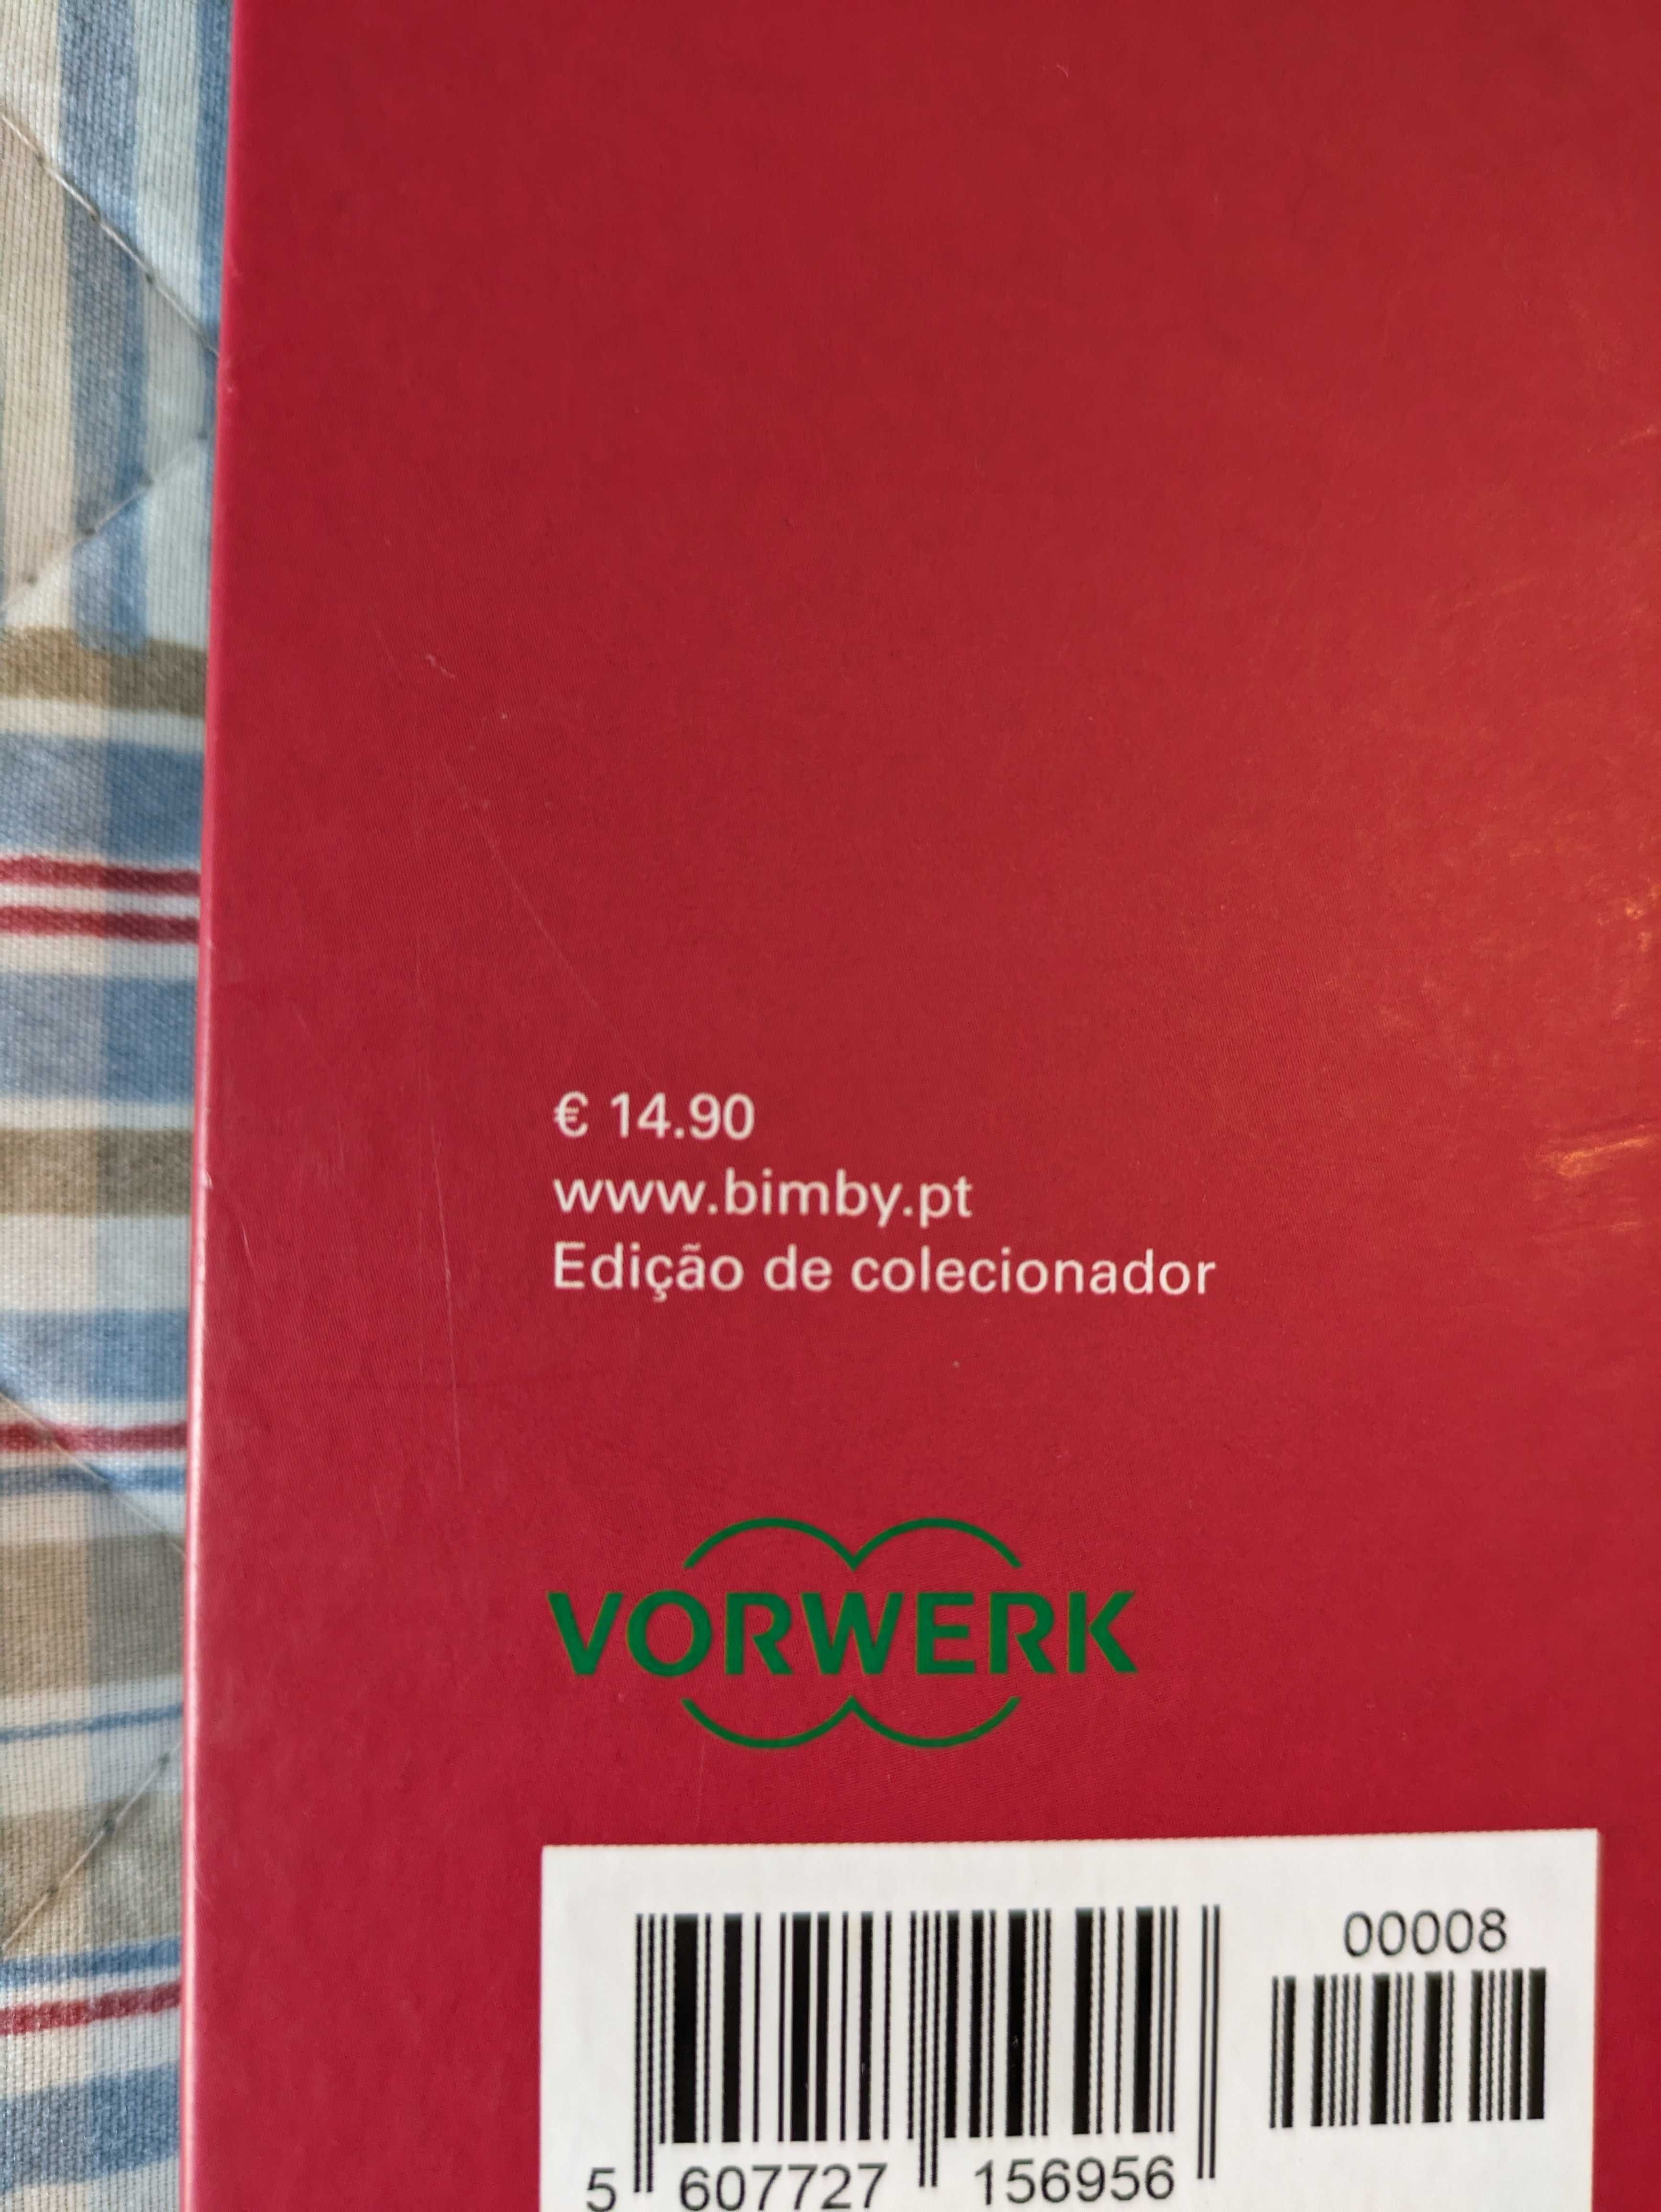 € 14.90
www.bimby.pt
Edição de colecionador
VORWERK
00008
5 607727 156956